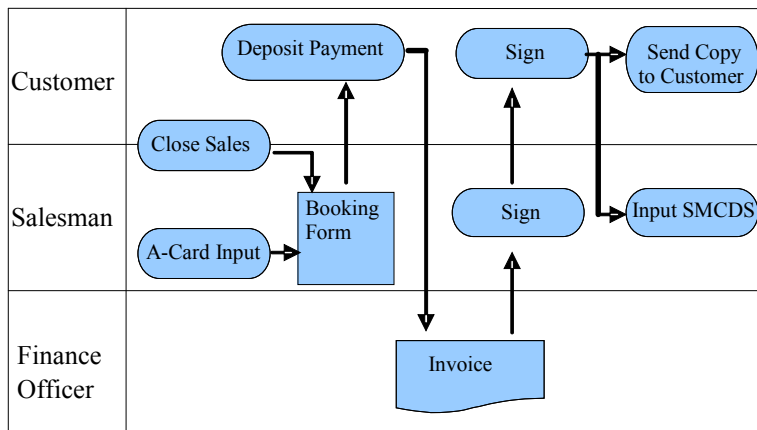 Customer
Deposit Payment
Sign
Send Copy
to Customer
Close Sales
Salesman
Booking
Form
A-Card Input
Sign
Input SMCDS
Finance
Officer
Invoice